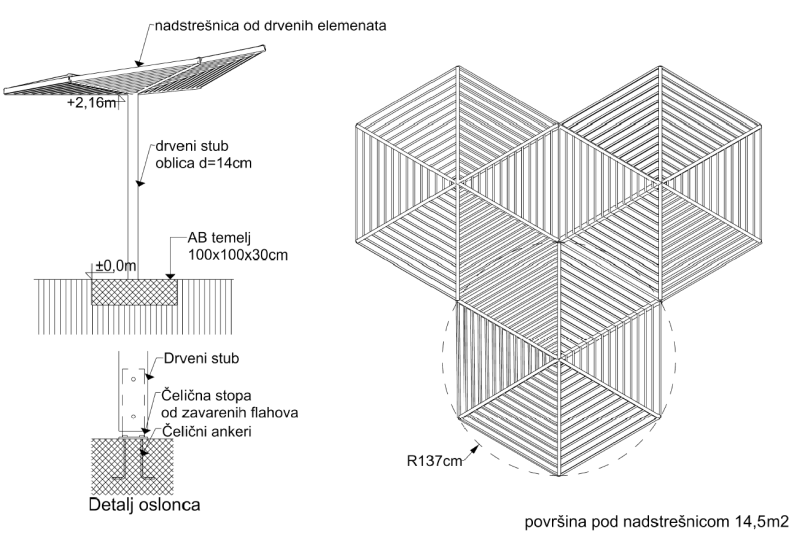 nadstrešnica od drvenih elemenata
+2,16m
drveni stub
oblica d=14cm
AB temelj
100x100x30cm
±0,0m
Drveni stub
Čelična stopa
od zavarenih flahova
Čelični ankeri
Detalj oslonca
R137cm
površina pod nadstrešnicom 14,5m2